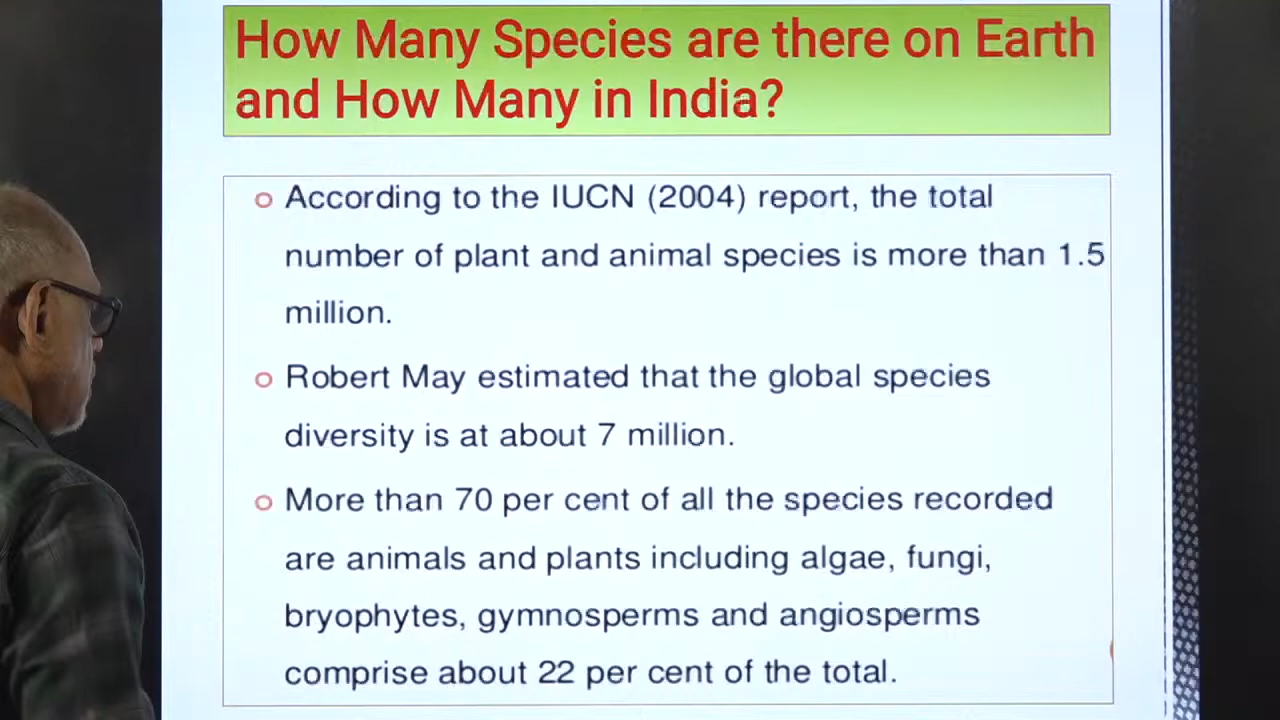 How Many Species are there on Earth
and How Many in India?
o According to the IUCN (2004) report, the total
number of plant and animal species is more than 1.5
million.
o Robert May estimated that the global species
diversity is at about 7 million.
o More than 70 per cent of all the species recorded
are animals and plants including algae, fungi,
bryophytes, gymnosperms and angiosperms
comprise about 22 per cent of the total.